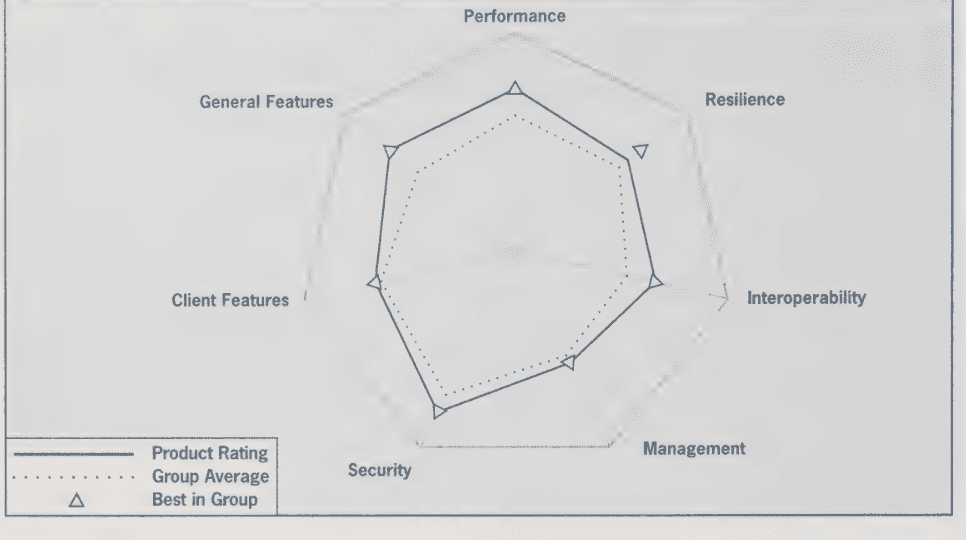 Performance
General Features
Resilience
Client Features
Interoperability
Management
Security
Product Rating
Group Average
Best in Group